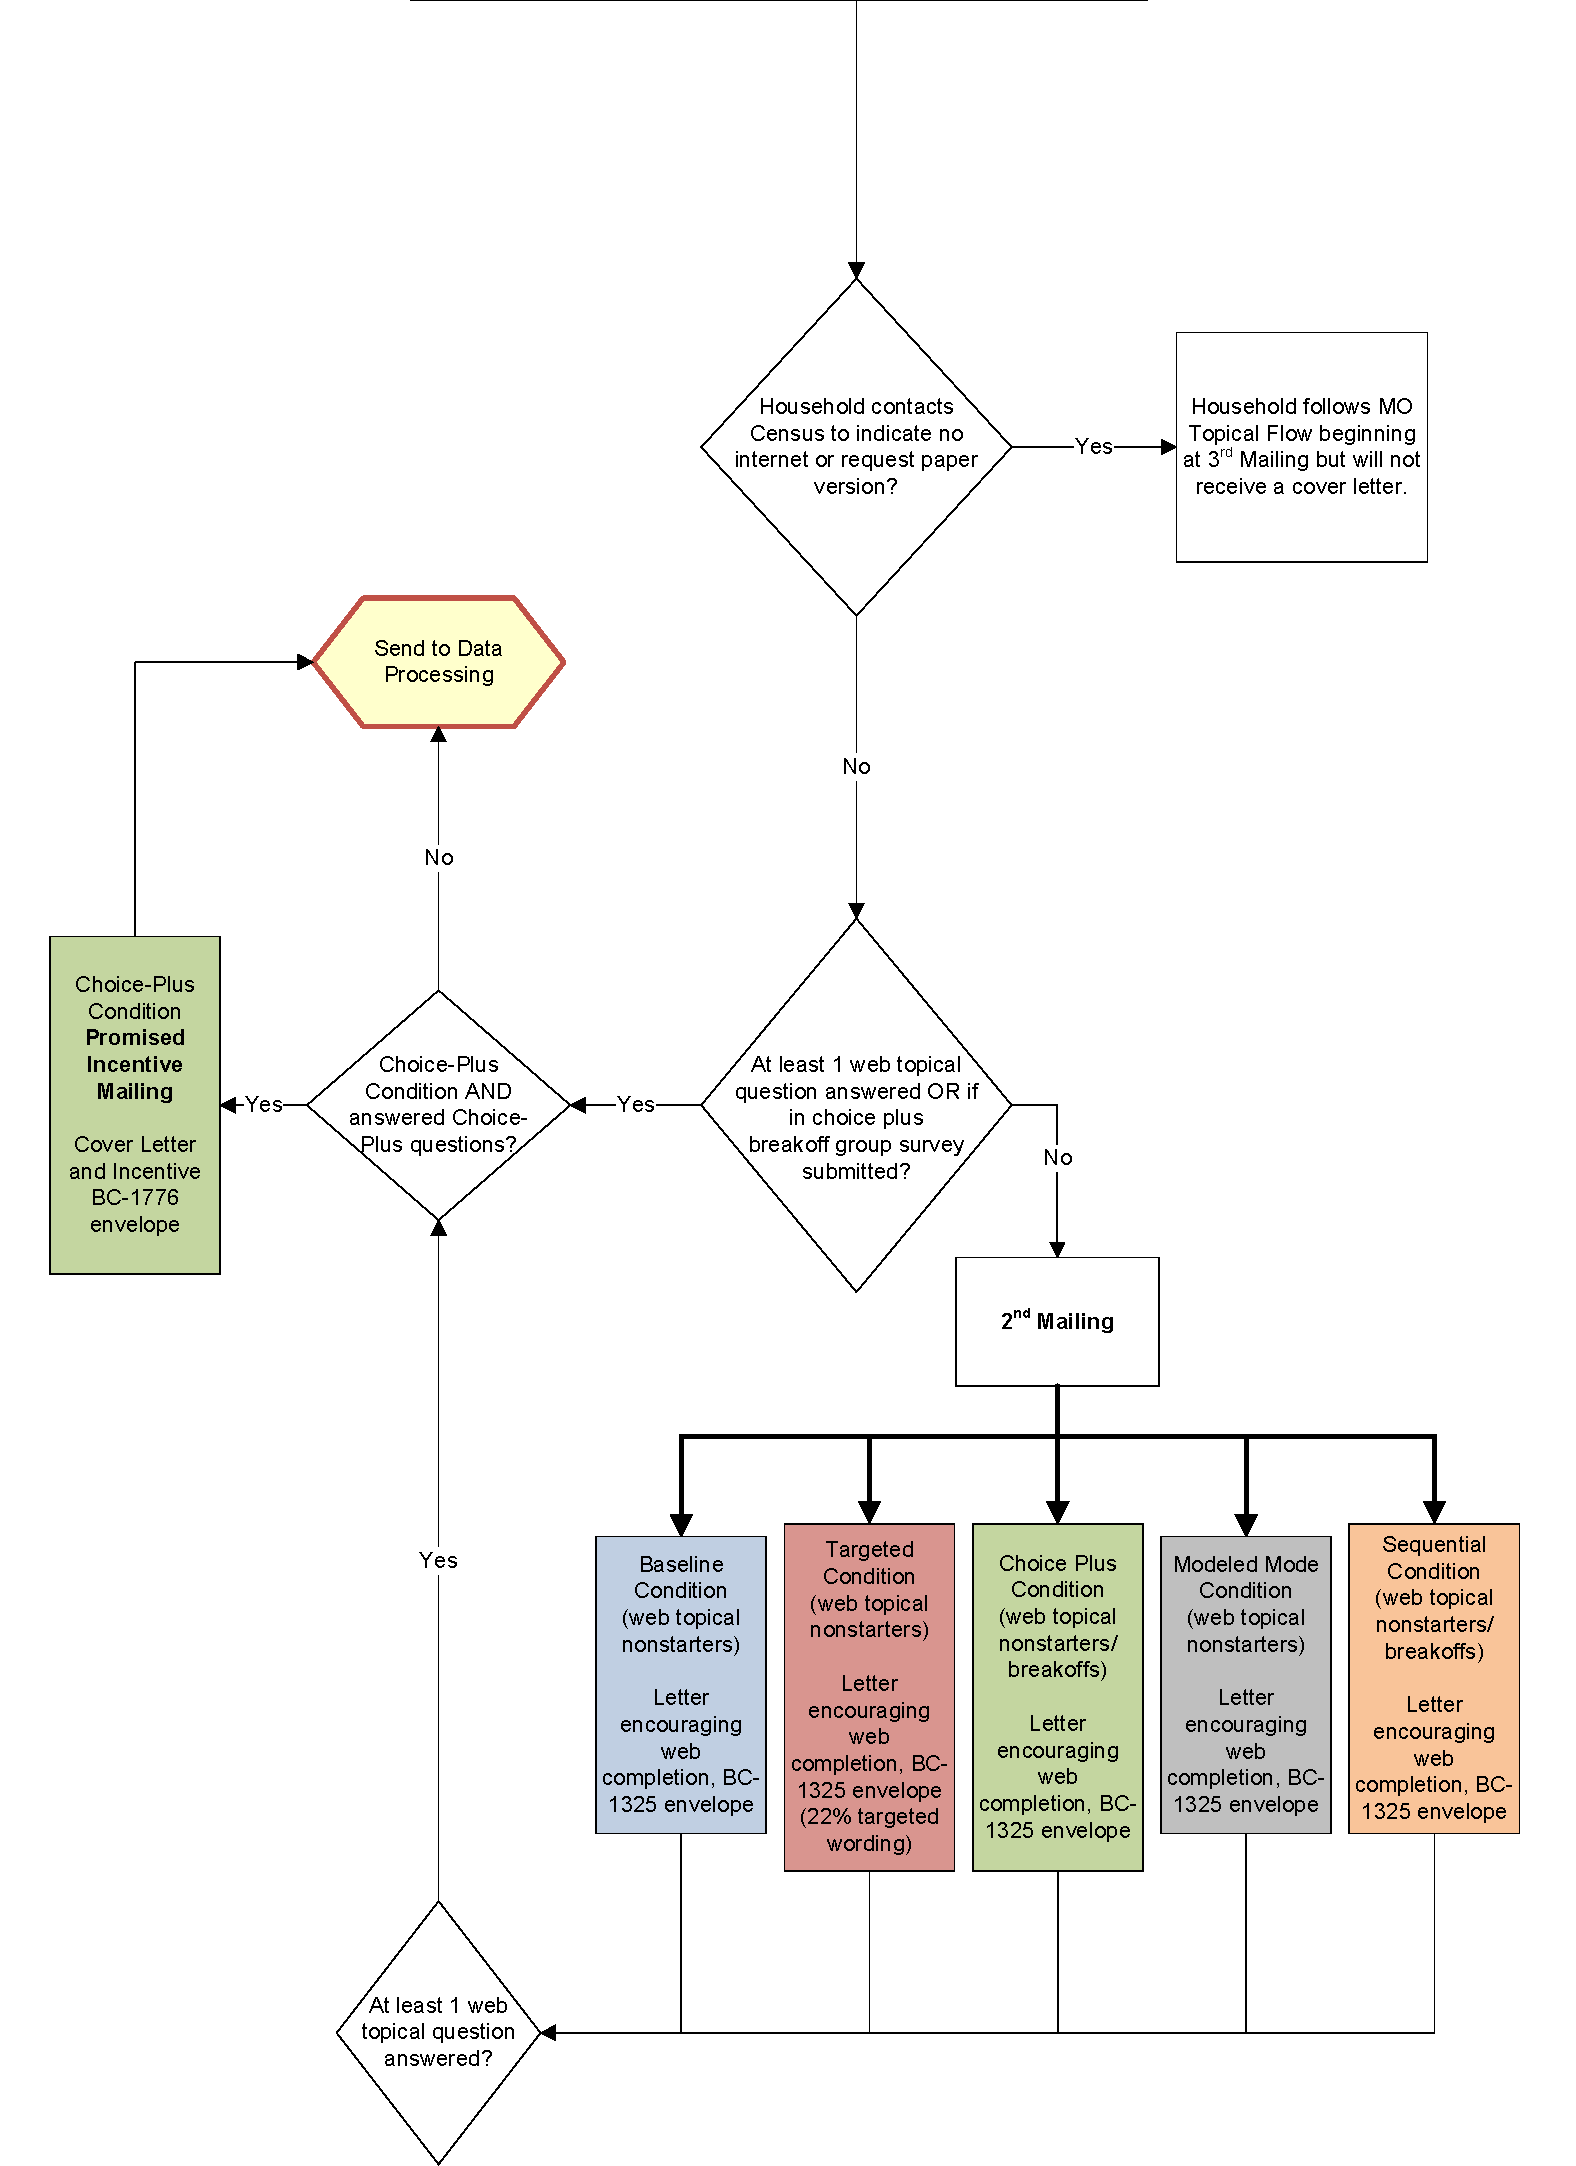 Household contacts
Census to indicate no
internet or request paper
version?
Yes
Household follows MO
Topical Flow beginning
at 3rd Mailing but will not
receive a cover letter.
Send to Data
Processing
No
No
Choice-Plus
Condition
Promised
Incentive
Mailing
Cover Letter
and Incentive
BC-1776
envelope
Yes
Choice-Plus
Condition AND
answered Choice-
Plus questions?
Yes
At least 1 web topical
question answered OR if
in choice plus
breakoff group survey
submitted?
No
2nd Mailing
Yes
Baseline
Condition
(web topical
nonstarters)
Letter
encouraging
web
completion, BC-
1325 envelope
Targeted
Condition
(web topical
nonstarters)
Letter
encouraging
web
completion, BC-
1325 envelope
(22% targeted
wording)
Choice Plus
Condition
(web topical
nonstarters/
breakoffs)
Letter
encouraging
web
completion, BC-
1325 envelope
Modeled Mode
Condition
(web topical
nonstarters)
Letter
encouraging
web
completion, BC-
1325 envelope
Sequential
Condition
(web topical
nonstarters/
breakoffs)
Letter
encouraging
web
completion, BC-
1325 envelope
At least 1 web
topical question
answered?